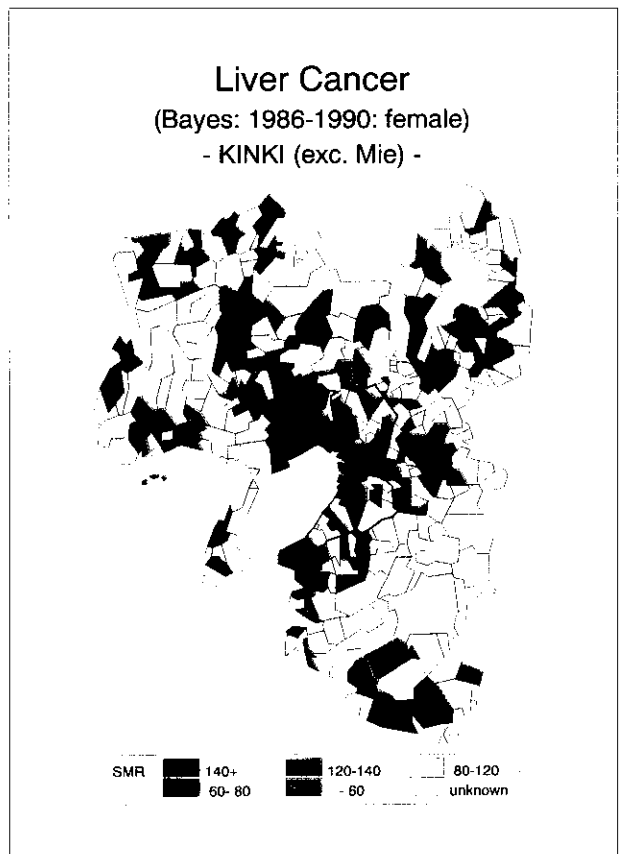 Liver Cancer
(Bayes: 1986-1990: female)
- KINKI (exc. Mie) -
SMR 140+ 120-140 80-120
60- 80 - 60 unknown